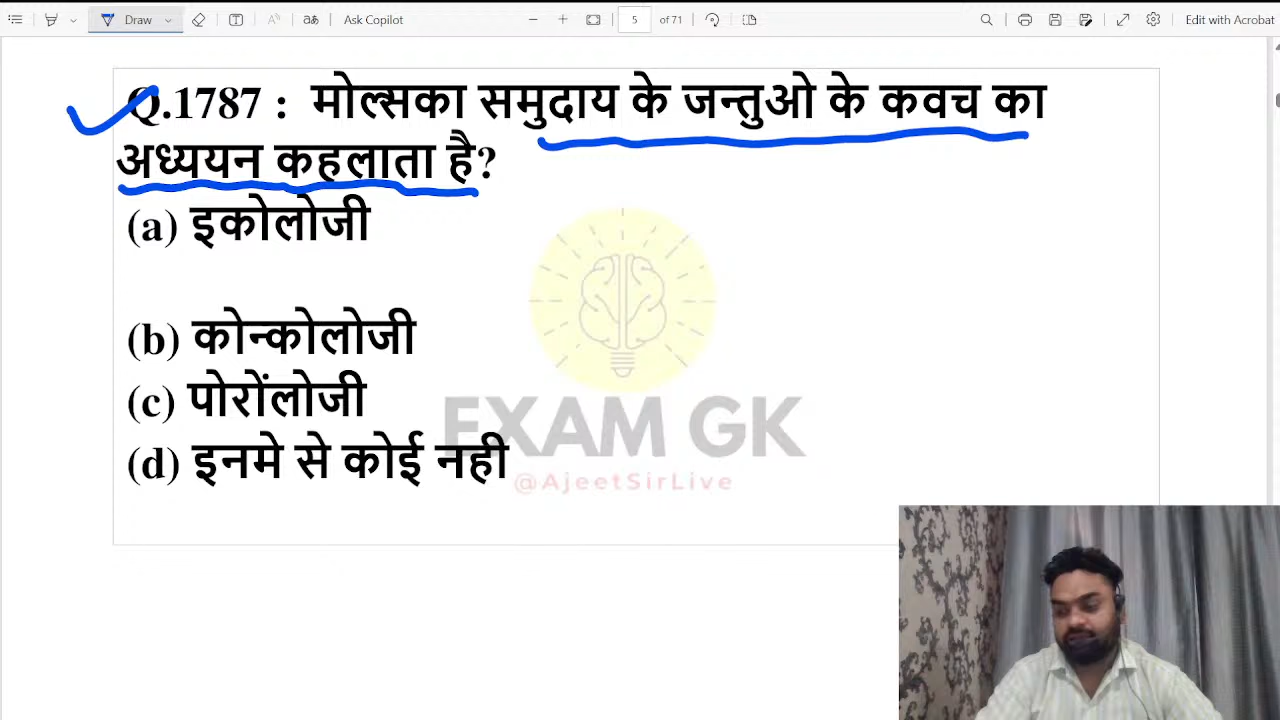 Draw
Ask Copilot
5 of 71
Edit with Acrobat
Q.1787 : मोल्सका समुदाय के जन्तुओ के कवच का
अध्ययन कहलाता है?
(a) इकोलोजी
(b) कोन्कोलोजी
(c) पोरोंलोजी
(d) इनमे से कोई नही
EXAM GK
@AjeetSirLive